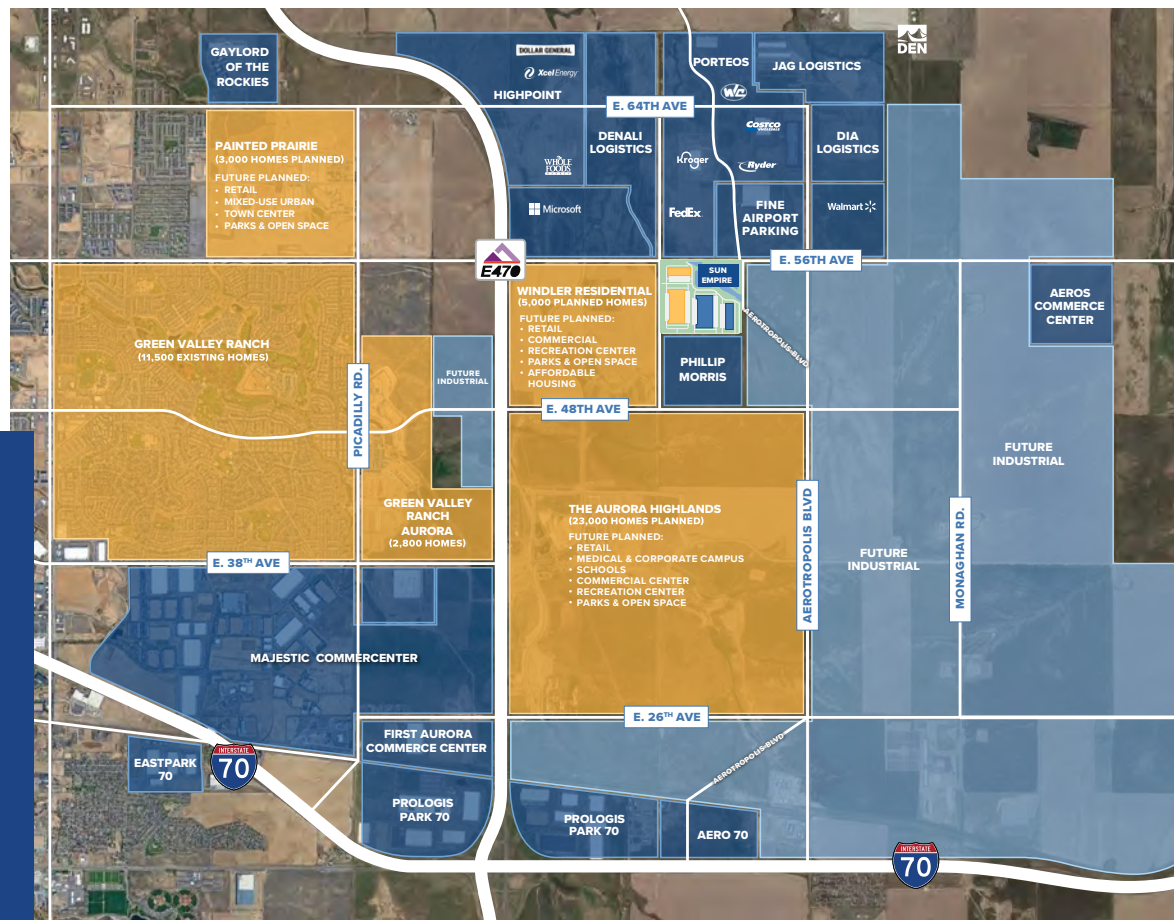 GAYLORD
OF THE
ROCKIES
DOLLAR GENERAL
XcelEnergy
HIGHPOINT
PORTEOS
WC
JAG LOGISTICS
DEN
E. 64TH AVE
PAINTED PRAIRIE
(3,000 HOMES PLANNED)
FUTURE PLANNED:
• RETAIL
• MIXED-USE URBAN
• TOWN CENTER
• PARKS & OPEN SPACE
WHOLE
FOODS
MARKET
DENALI
LOGISTICS
COSTCO
WHOLESALE
Kroger
Ryder
DIA
LOGISTICS
Microsoft
FedEx
FINE
AIRPORT
PARKING
Walmart
E470
E. 56TH AVE
WINDLER RESIDENTIAL
(5,000 PLANNED HOMES)
FUTURE PLANNED:
• RETAIL
• COMMERCIAL
• RECREATION CENTER
• PARKS & OPEN SPACE
• AFFORDABLE
HOUSING
SUN
EMPIRE
AEROTROPOLIS BLVD
AEROS
COMMERCE
CENTER
GREEN VALLEY RANCH
(11,500 EXISTING HOMES)
PICADILLY RD.
FUTURE
INDUSTRIAL
PHILLIP
MORRIS
E. 48TH AVE
FUTURE
INDUSTRIAL
GREEN VALLEY
RANCH
AURORA
(2,800 HOMES)
THE AURORA HIGHLANDS
(23,000 HOMES PLANNED)
FUTURE PLANNED:
• RETAIL
• MEDICAL & CORPORATE CAMPUS
• SCHOOLS
• COMMERCIAL CENTER
• RECREATION CENTER
• PARKS & OPEN SPACE
AEROTROPOLIS BLVD
FUTURE
INDUSTRIAL
MONAGHAN RD.
E. 38TH AVE
MAJESTIC COMMERCENTER
E. 26TH AVE
FIRST AURORA
COMMERCE CENTER
EASTPARK
70
INTERSTATE
70
AEROTROPOLIS BLVD
PROLOGIS
PARK 70
PROLOGIS
PARK 70
AERO 70
INTERSTATE
70